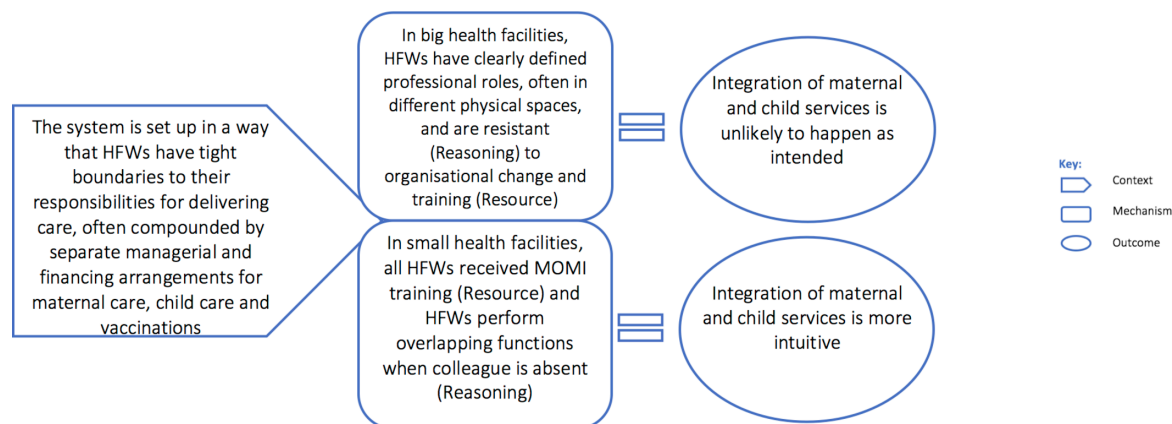 The system is set up in a way
that HFWs have tight
boundaries to their
responsibilities for delivering
care, often compounded by
separate managerial and
financing arrangements for
maternal care, child care and
vaccinations
In big health facilities,
HFWs have clearly defined
professional roles, often in
different physical spaces,
and are resistant
(Reasoning) to
organisational change and
training (Resource)
Integration of maternal
and child services is
unlikely to happen as
intended
In small health facilities,
all HFWs received MOMI
training (Resource) and
HFWs perform
overlapping functions
when colleague is absent
(Reasoning)
Integration of maternal
and child services is more
intuitive
Key:
Context
Mechanism
Outcome